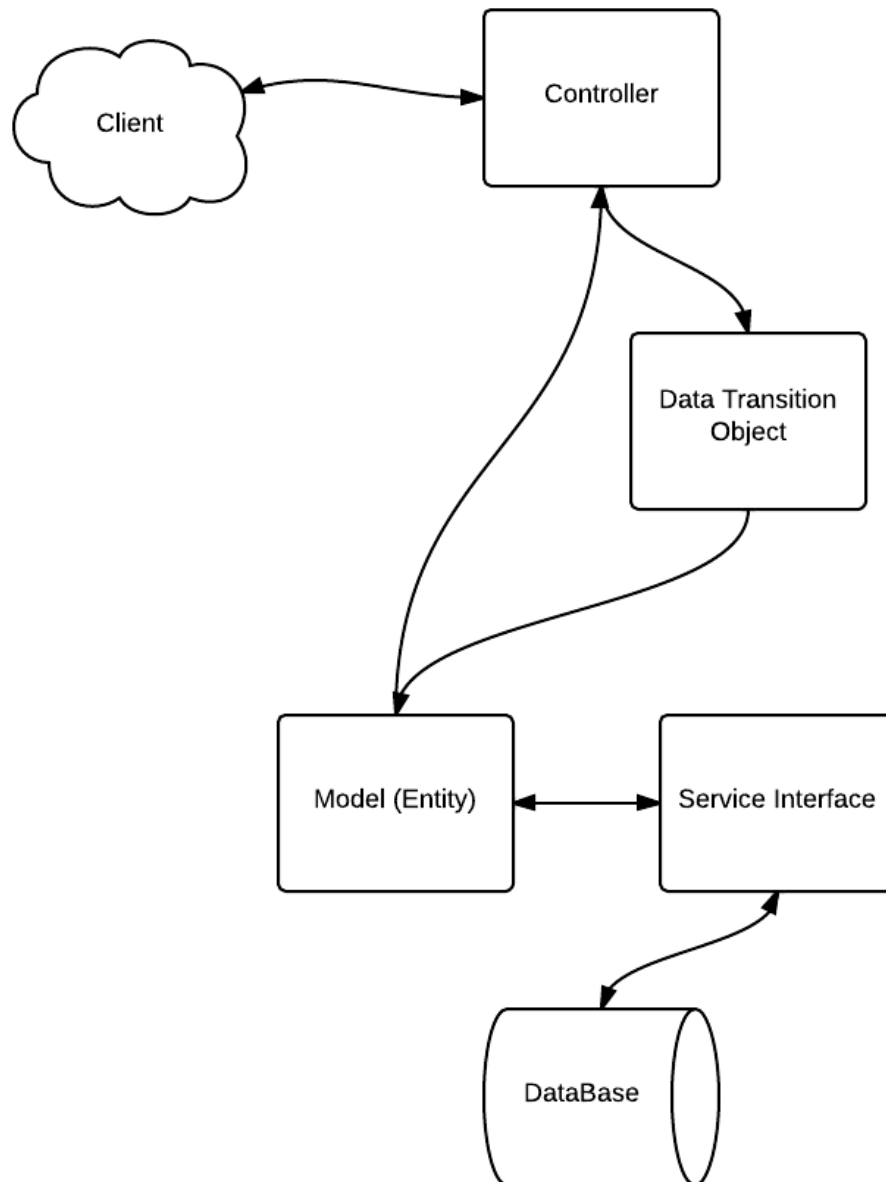 Controller
Client
Data Transition
Object
Model (Entity)
Service Interface
DataBase